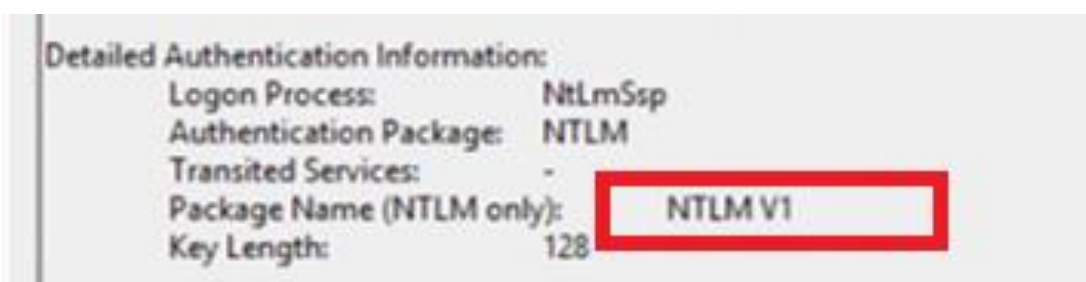 Detailed Authentication Information:
Logon Process: NtLmSsp
Authentication Package: NTLM
Transited Services: -
Package Name (NTLM only): NTLM V1
Key Length: 128